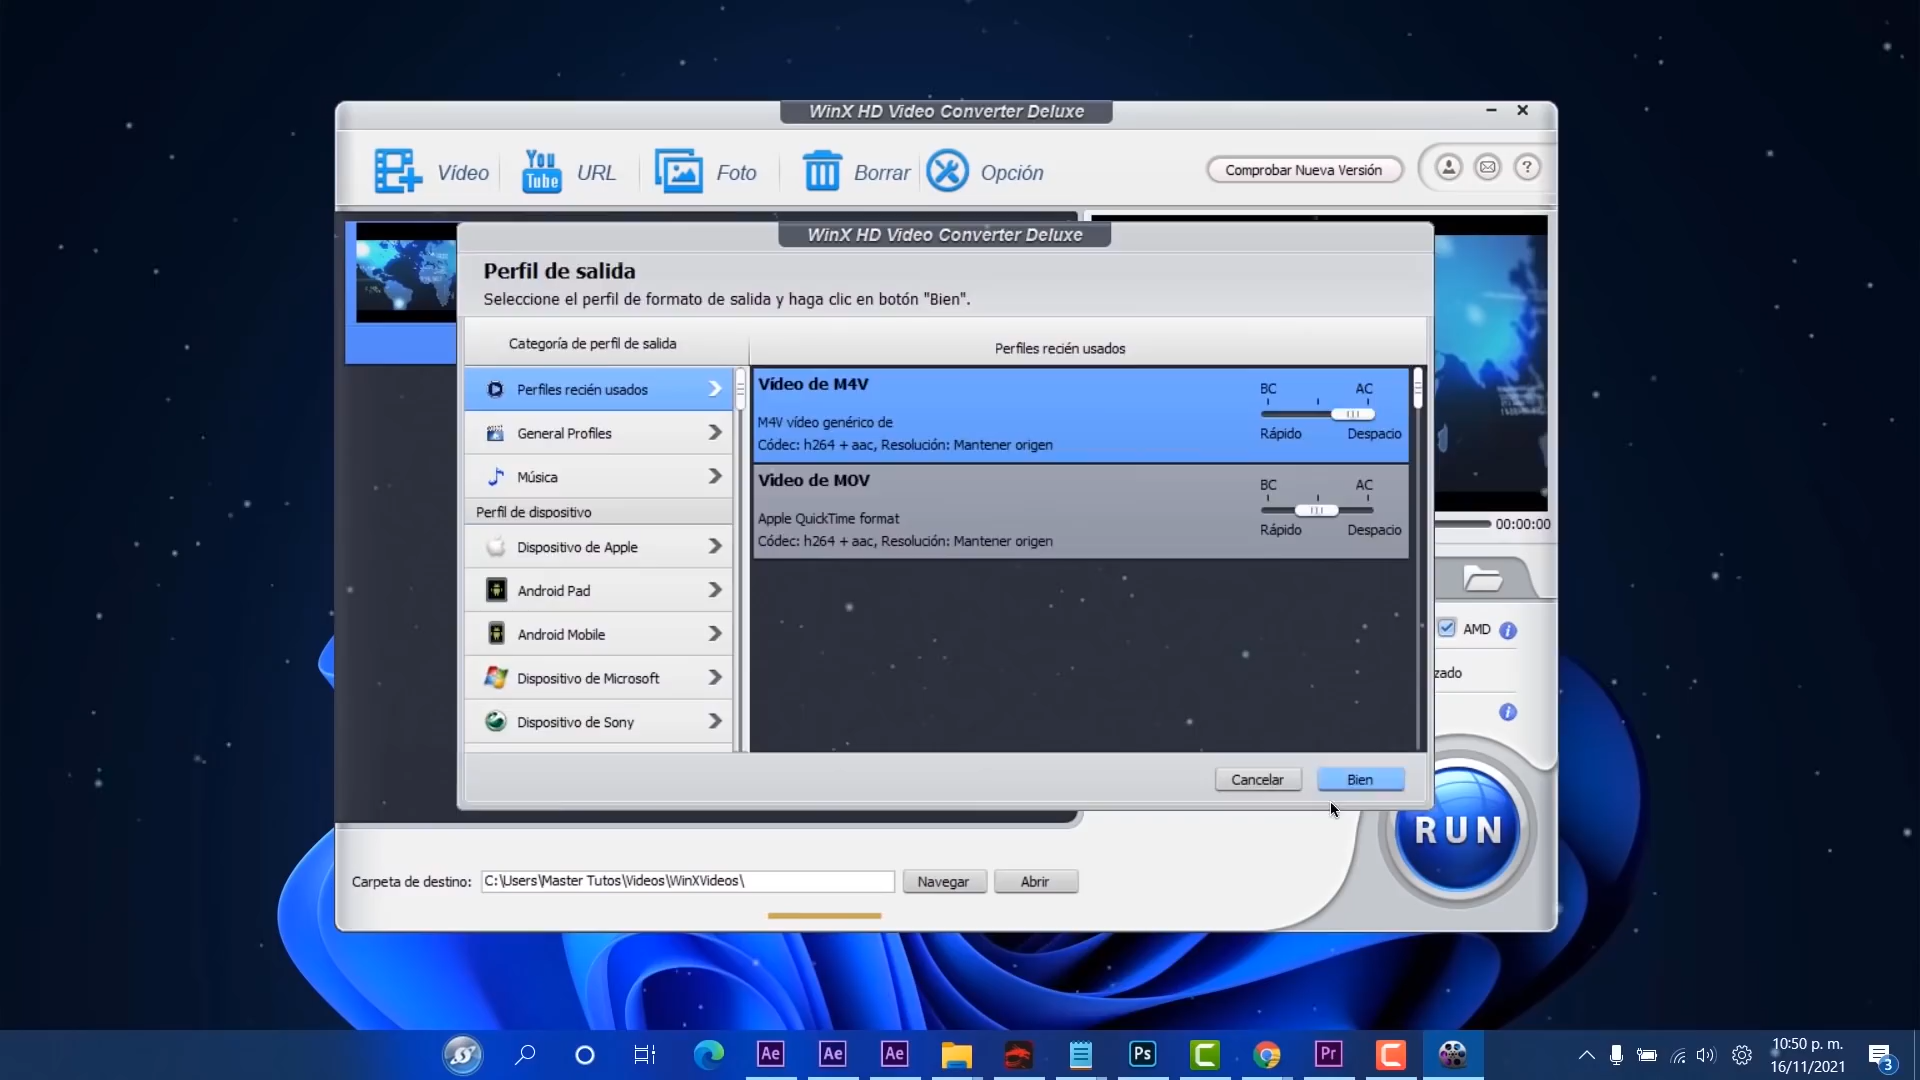 WinX HD Video Converter Deluxe
Vídeo
You Tube
URL
Foto
Borrar
Opción
Comprobar Nueva Versión
?
WinX HD Video Converter Deluxe
Perfil de salida
Seleccione el perfil de formato de salida y haga clic en botón "Bien".
Categoría de perfil de salida
Perfiles recién usados
Perfiles recién usados
General Profiles
Música
Perfil de dispositivo
Dispositivo de Apple
Android Pad
Android Mobile
Dispositivo de Microsoft
Dispositivo de Sony
Vídeo de M4V
M4V vídeo genérico de
Códec: h264 + aac, Resolución: Mantener origen
BC AC
Rápido Despacio
Video de MOV
Apple QuickTime format
Códec: h264 + aac, Resolución: Mantener origen
BC AC
Rápido Despacio
00:00:00
AMD
zado
Cancelar
Bien
RUN
Carpeta de destino: C:\Users\Master Tutos\Videos\WinXVideos\
Navegar
Abrir
Ae
Ae
Ae
Ps
Pr
10:50 p. m.
16/11/2021
3